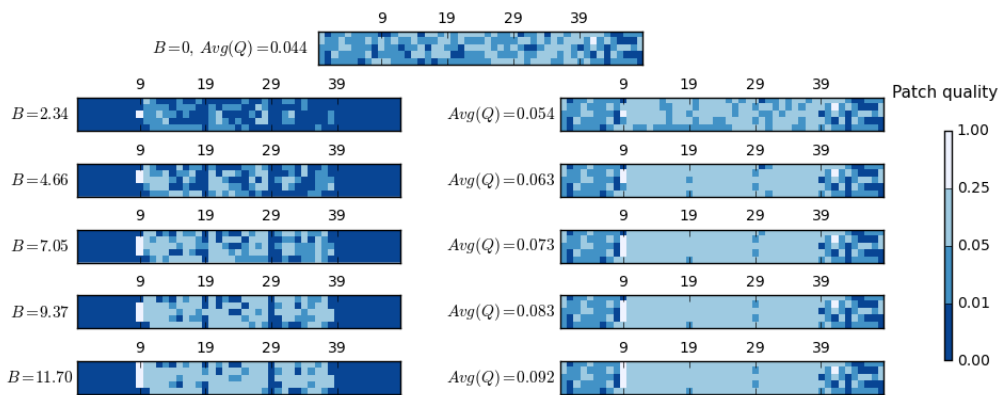 9 19 29 39
B=0, Avg(Q)=0.044
9 19 29 39
B=2.34
9 19 29 39
Avg(Q)=0.054
Patch quality
9 19 29 39
B=4.66
9 19 29 39
Avg(Q)=0.063
9 19 29 39
B=7.05
9 19 29 39
Avg(Q)=0.073
9 19 29 39
B=9.37
9 19 29 39
Avg(Q)=0.083
9 19 29 39
B=11.70
9 19 29 39
Avg(Q)=0.092
1.00
0.25
0.05
0.01
0.00